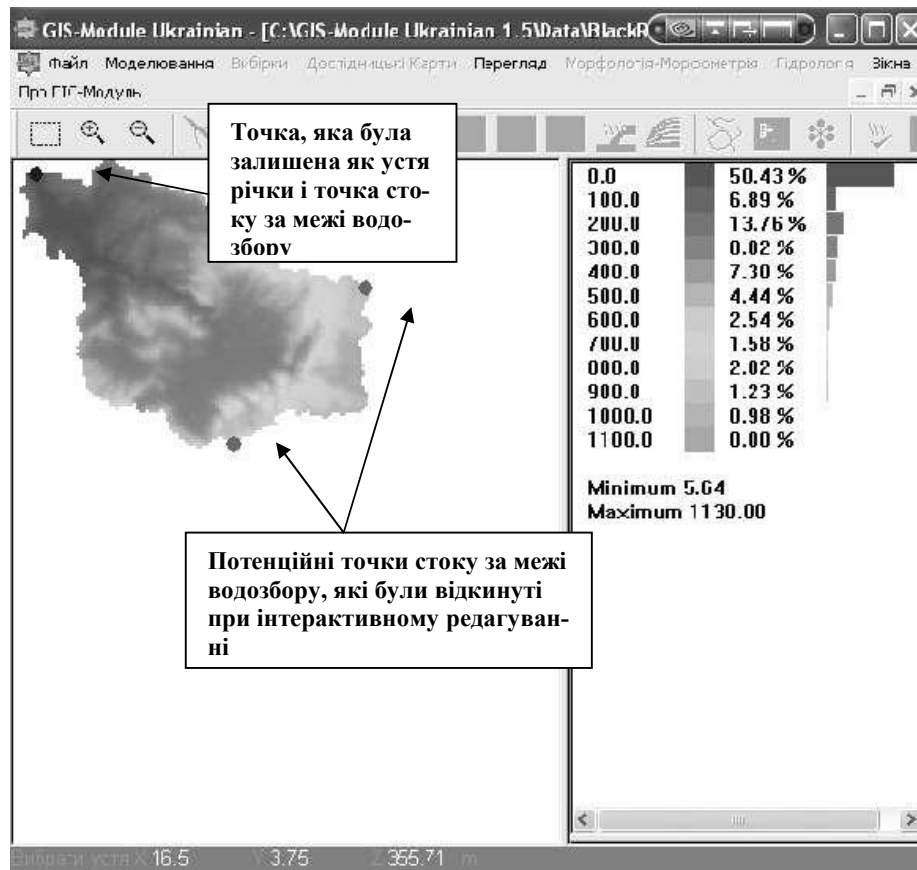 GIS-Module Ukrainian - [C:\GIS-Module Ukrainian 1.5\Data\BlackR
Файл Моделювання Вибірки Дослідницькі Карти Перегляд Морфологія-Морфометрія Гідрологія Вікна
Про ГІС-Модуль
Точка, яка була
залишена як устя
річки і точка сто-
ку за межі водо-
збору
0.0 50.43 %
100.0 6.89 %
200.0 13.76 %
300.0 0.02 %
400.0 7.30 %
500.0 4.44 %
600.0 2.54 %
700.0 1.58 %
800.0 2.02 %
900.0 1.23 %
1000.0 0.98 %
1100.0 0.00 %
Minimum 5.64
Maximum 1130.00
Потенційні точки стоку за межі
водозбору, які були відкинуті
при інтерактивному редагуван-
ні
Вибрати устя X 16.5 Y 3.75 Z 355.71 m